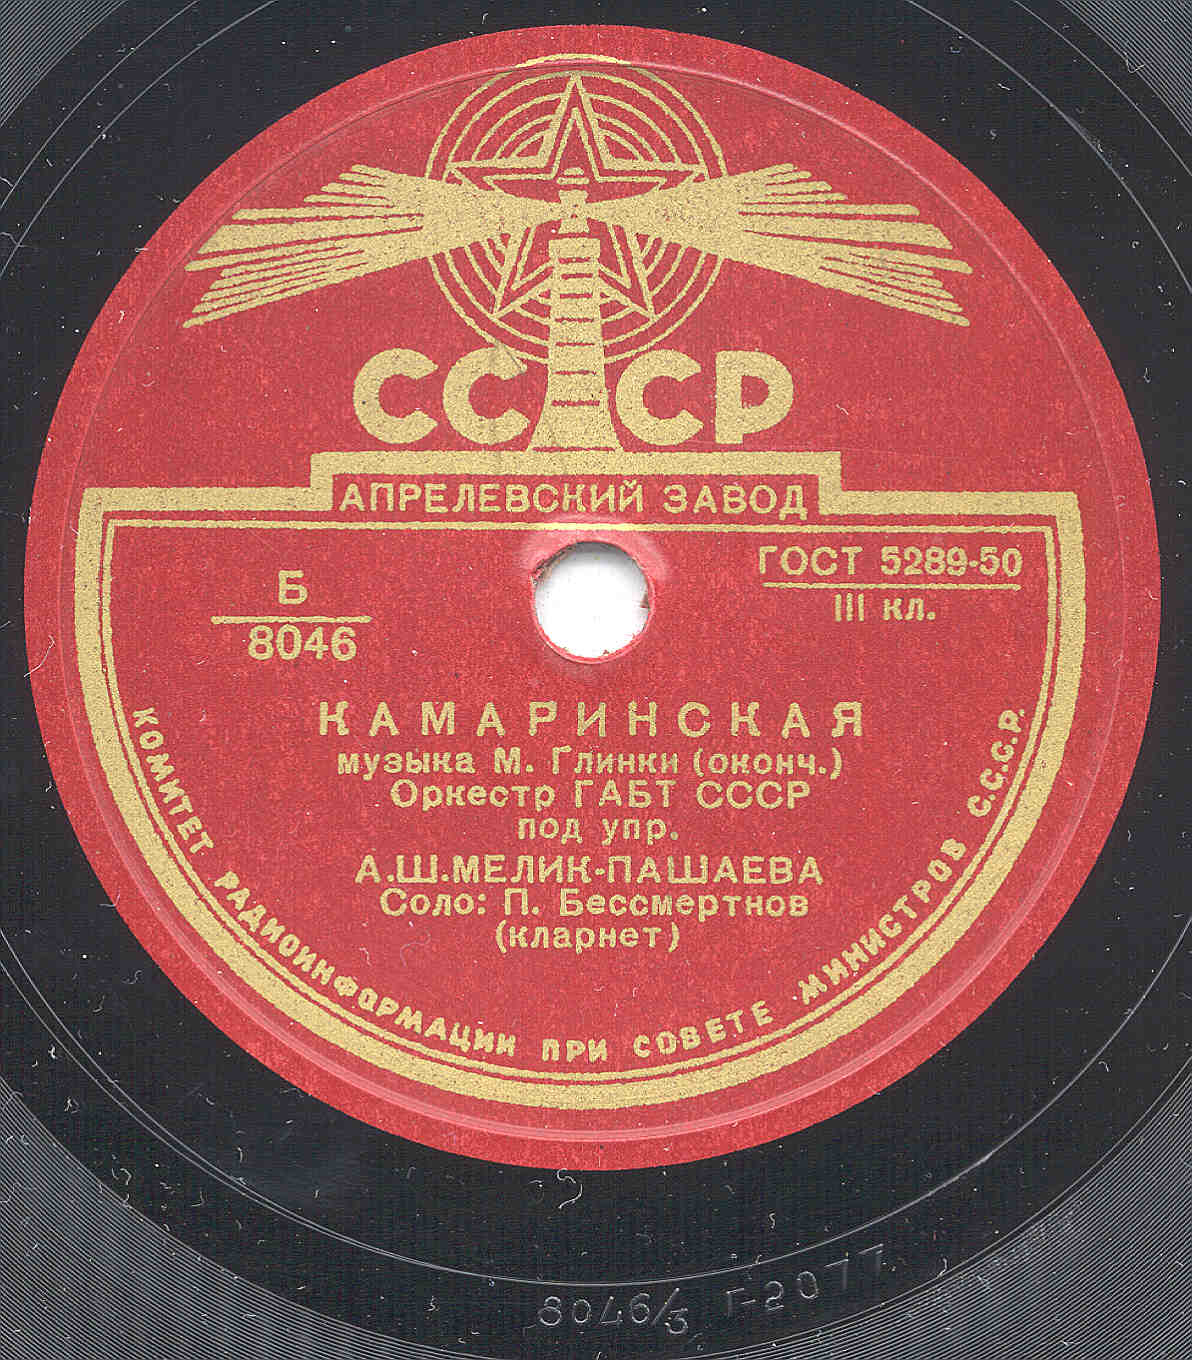 СССР
АПРЕЛЕВСКИЙ ЗАВОД
Б
8046
ГОСТ 5289-50
III кл.
КАМАРИНСКАЯ
музыка М. Глинки (оконч.)
Оркестр ГАБТ СССР
под упр.
А.Ш.МЕЛИК-ПАШАЕВА
Соло: П. Бессмертнов
(кларнет)
КОМИТЕТ РАДИОИНФОРМАЦИИ ПРИ СОВЕТЕ МИНИСТРОВ С.С.С.Р.
8046/3 Г-2077